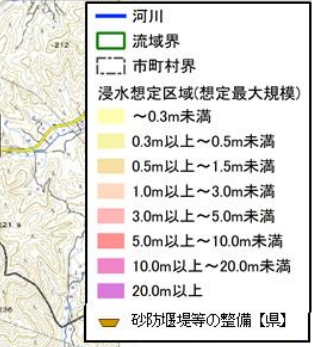 河川
流域界
市町村界
浸水想定区域(想定最大規模)
～0.3m未満
0.3m以上～0.5m未満
0.5m以上～1.5m未満
1.0m以上～3.0m未満
3.0m以上～5.0m未満
5.0m以上～10.0m未満
10.0m以上～20.0m未満
20.0m以上
砂防堰堤等の整備【県】
･212
236